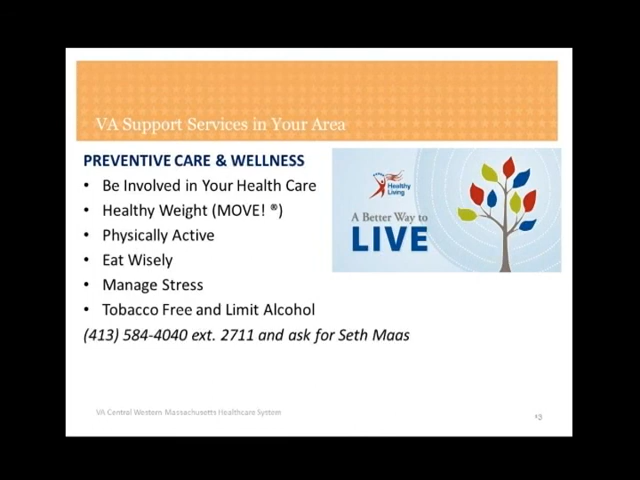 VA Support Services in Your Area
PREVENTIVE CARE & WELLNESS
• Be Involved in Your Health Care
• Healthy Weight (MOVE! ®)
• Physically Active
• Eat Wisely
• Manage Stress
• Tobacco Free and Limit Alcohol
(413) 584-4040 ext. 2711 and ask for Seth Maas
Healthy
Living
A Better Way to
LIVE
VA Central Western Massachusetts Healthcare System